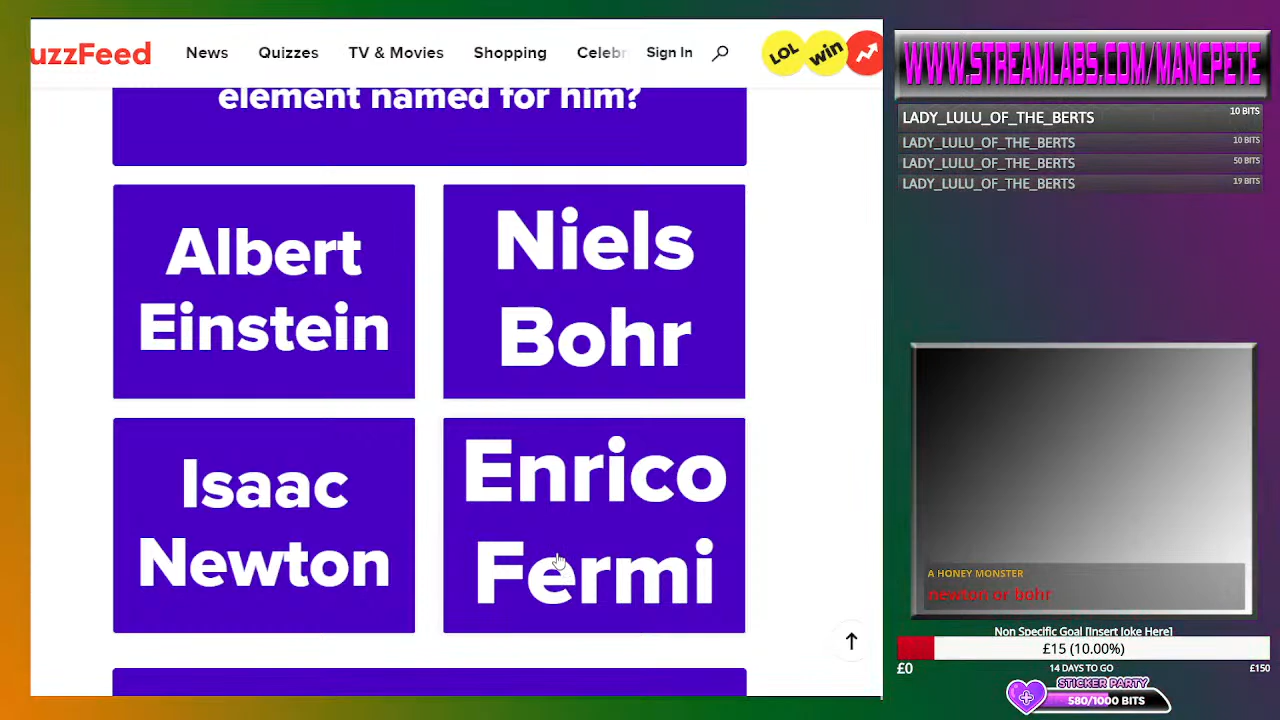 uzzFeed
News
Quizzes
TV & Movies
Shopping
Celebr
Sign In
LOL
win
element named for him?
Albert
Einstein
Niels
Bohr
Isaac
Newton
Enrico
Fermi
WWW.STREAMLABS.COM/MANCPETE
LADY_LULU_OF_THE_BERTS 10 BITS
LADY_LULU_OF_THE_BERTS 10 BITS
LADY_LULU_OF_THE_BERTS 50 BITS
LADY_LULU_OF_THE_BERTS 19 BITS
A HONEY MONSTER
newton or bohr
Non Specific Goal [Insert Joke Here]
£15 (10.00%)
£0 14 DAYS TO GO £150
STICKER PARTY
580/1000 BITS